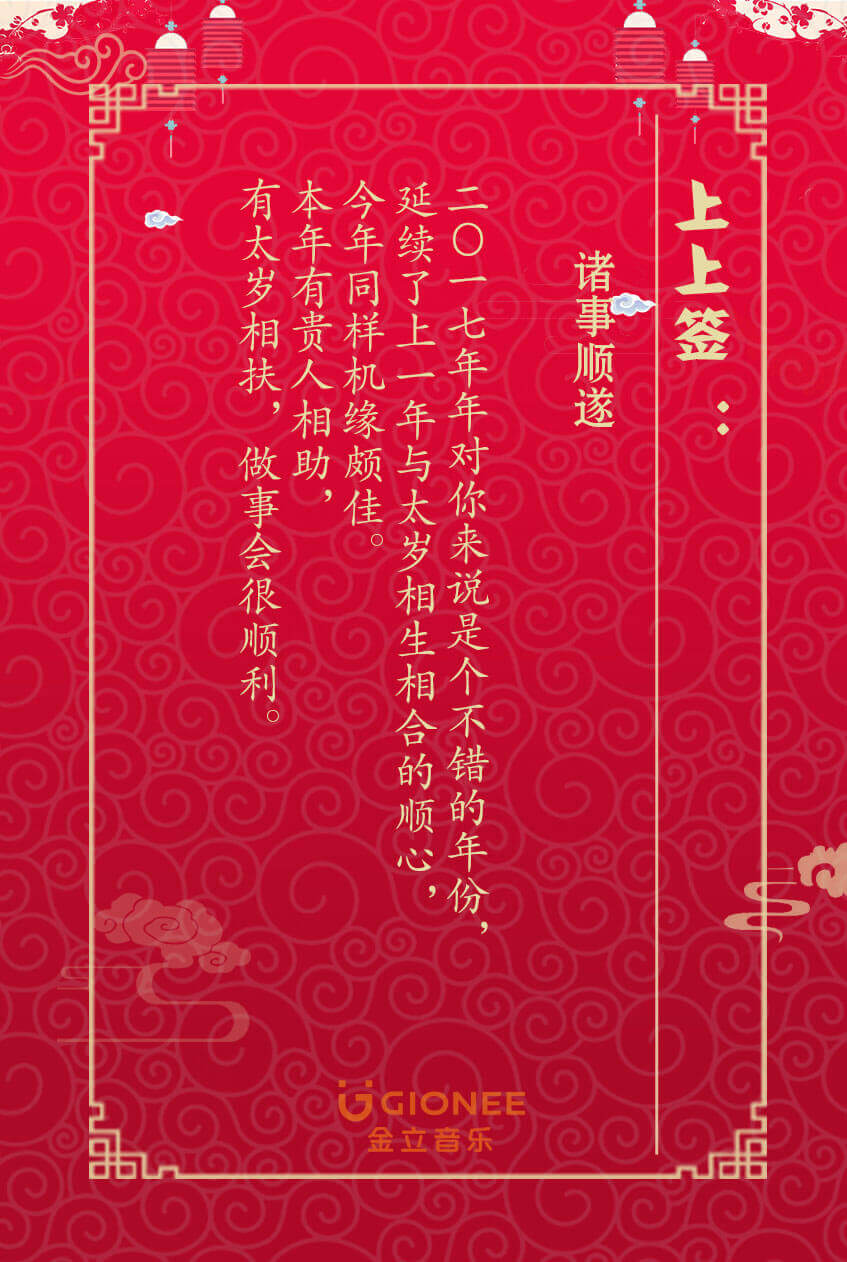 上上签：
诸事顺遂
二〇一七年年对你来说是个不错的年份，
延续了上一年与太岁相生相合的顺心，
今年同样机缘颇佳。
本年有贵人相助，
有太岁相扶，做事会很顺利。
GIONEE
金立音乐